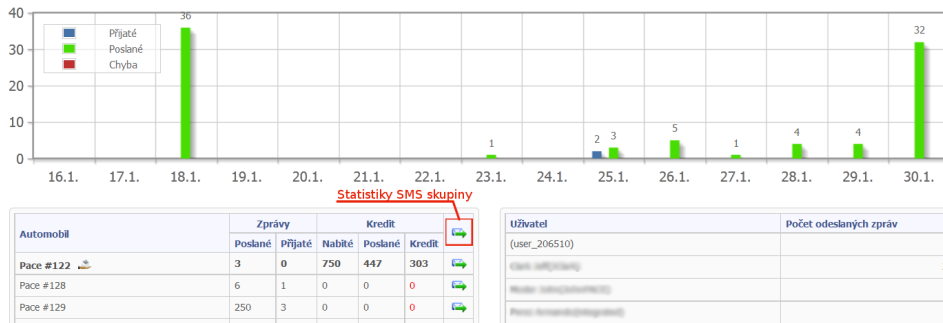 40
36
32
Přijaté
Poslané
Chyba
30
20
10
0
1
2
3
5
1
4
4
16.1. 17.1. 18.1. 19.1. 20.1. 21.1. 22.1. 23.1. 24.1. 25.1. 26.1. 27.1. 28.1. 29.1. 30.1.
Statistiky SMS skupiny
Automobil Zprávy Kredit
Poslané Přijaté Nabité Poslané Kredit
Pace #122 3 0 750 447 303
Pace #128 6 1 0 0 0
Pace #129 250 3 0 0 0
Uživatel Počet odeslaných zpráv
(user_206510)